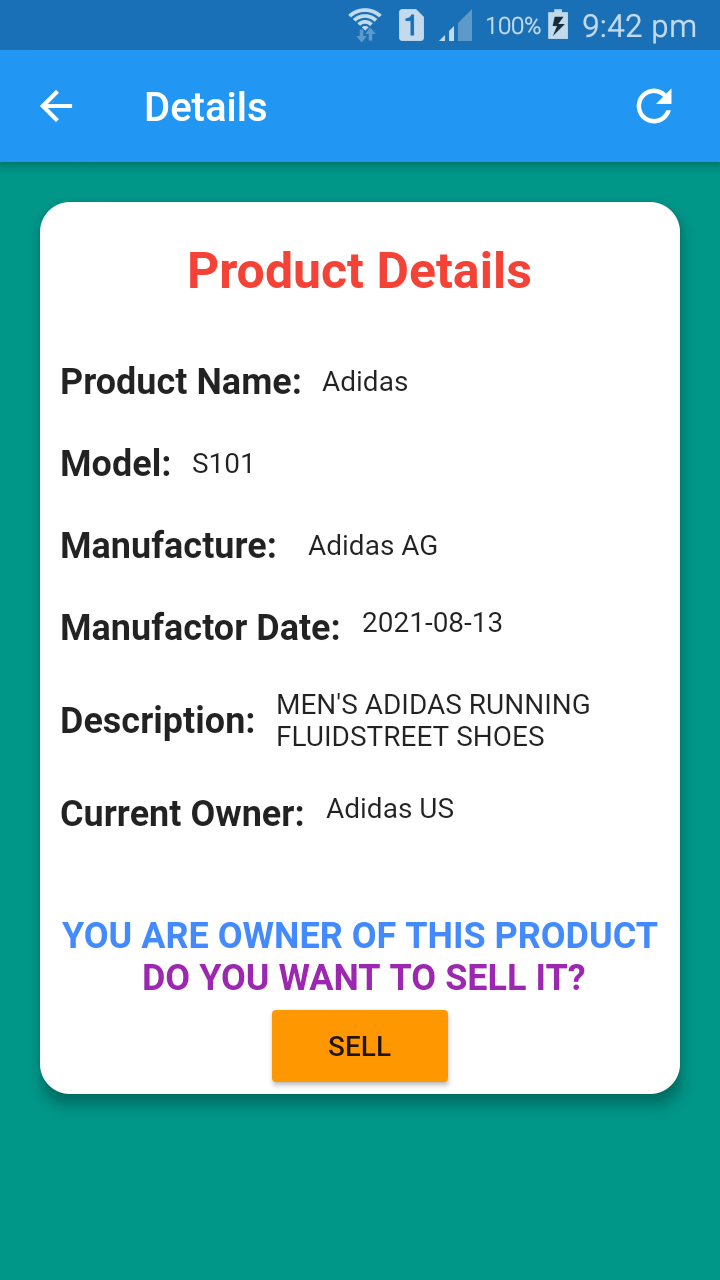 1 100% 9:42 pm
Details
Product Details
Product Name: Adidas
Model: S101
Manufacture: Adidas AG
Manufactor Date: 2021-08-13
Description: MEN'S ADIDAS RUNNING
FLUIDSTREET SHOES
Current Owner: Adidas US
YOU ARE OWNER OF THIS PRODUCT
DO YOU WANT TO SELL IT?
SELL